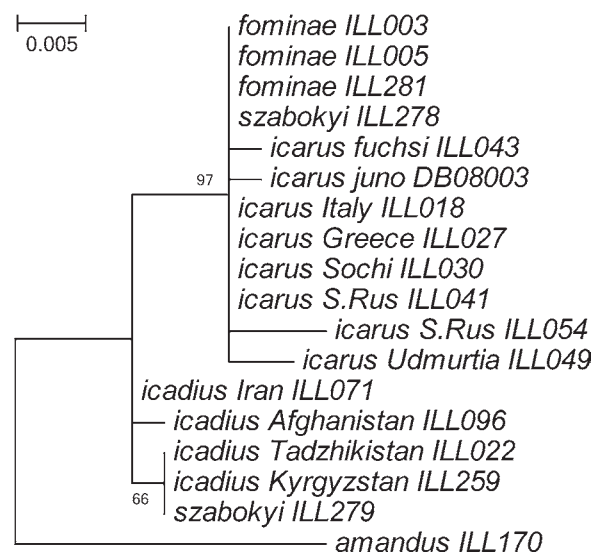 0.005
fominae ILL003
fominae ILL005
fominae ILL281
szabokyi ILL278
icarus fuchsi ILL043
icarus juno DB08003
97
icarus Italy ILL018
icarus Greece ILL027
icarus Sochi ILL030
icarus S.Rus ILL041
icarus S.Rus ILL054
icarus Udmurtia ILL049
icadius Iran ILL071
icadius Afghanistan ILL096
icadius Tadzhikistan ILL022
icadius Kyrgyzstan ILL259
66
szabokyi ILL279
amandus ILL170